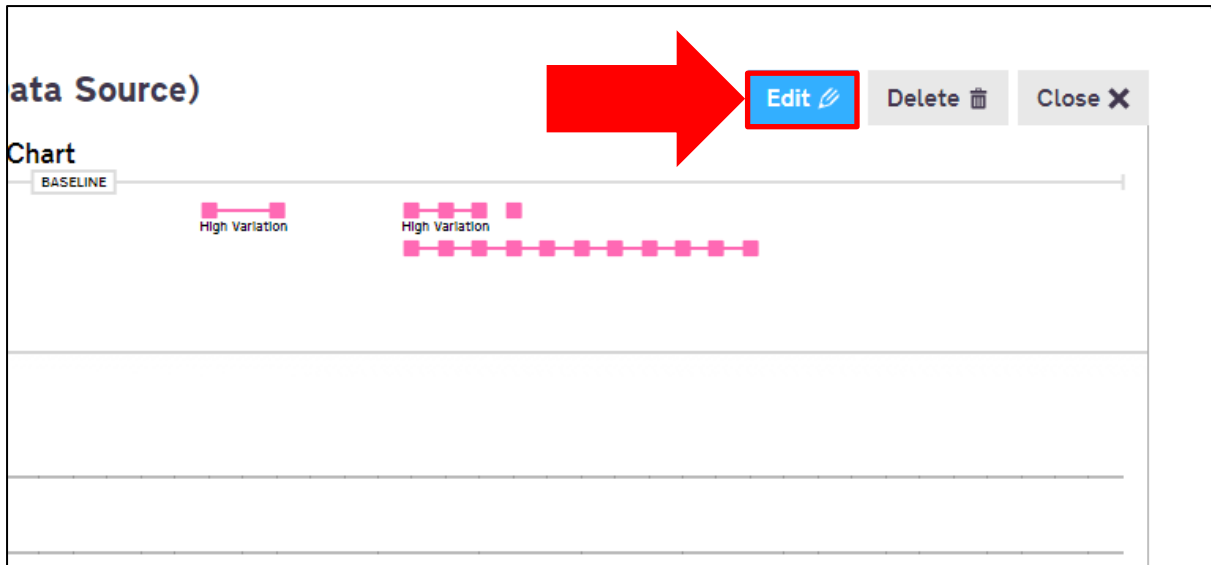 ata Source)
Edit
Delete
Close
Chart
BASELINE
High Variation
High Variation